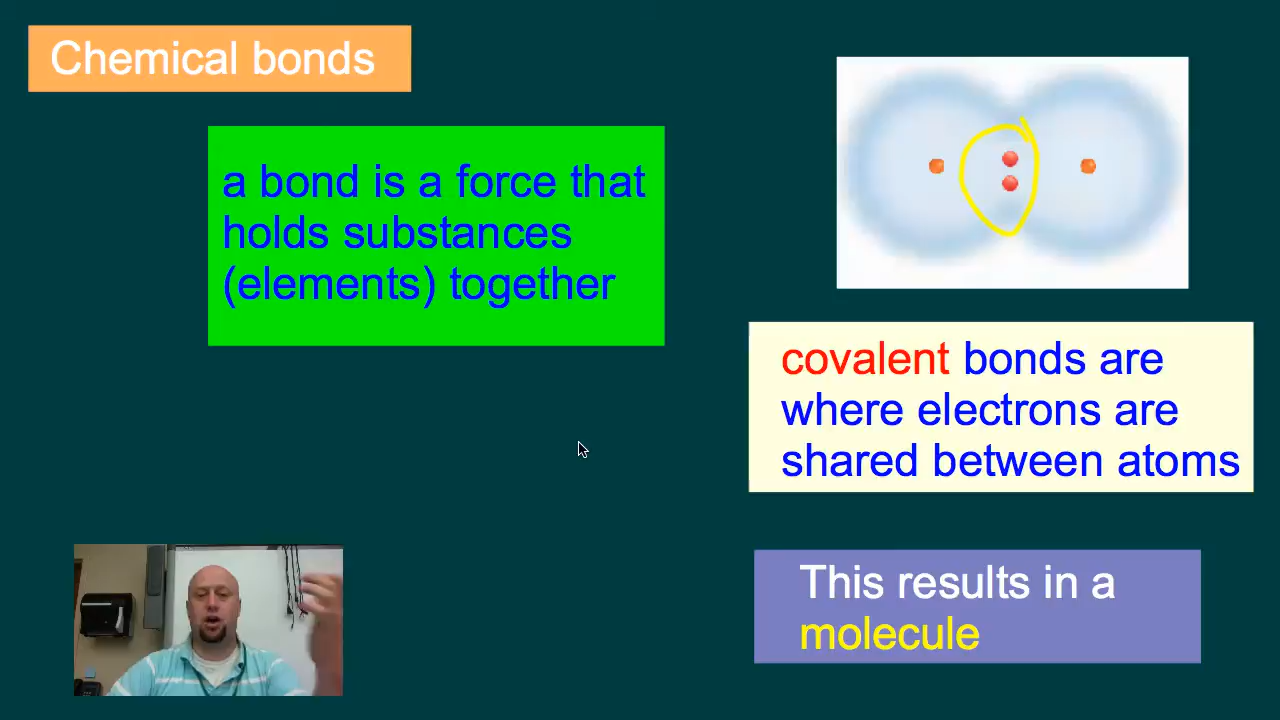 Chemical bonds
a bond is a force that
holds substances
(elements) together
covalent bonds are
where electrons are
shared between atoms
This results in a
molecule